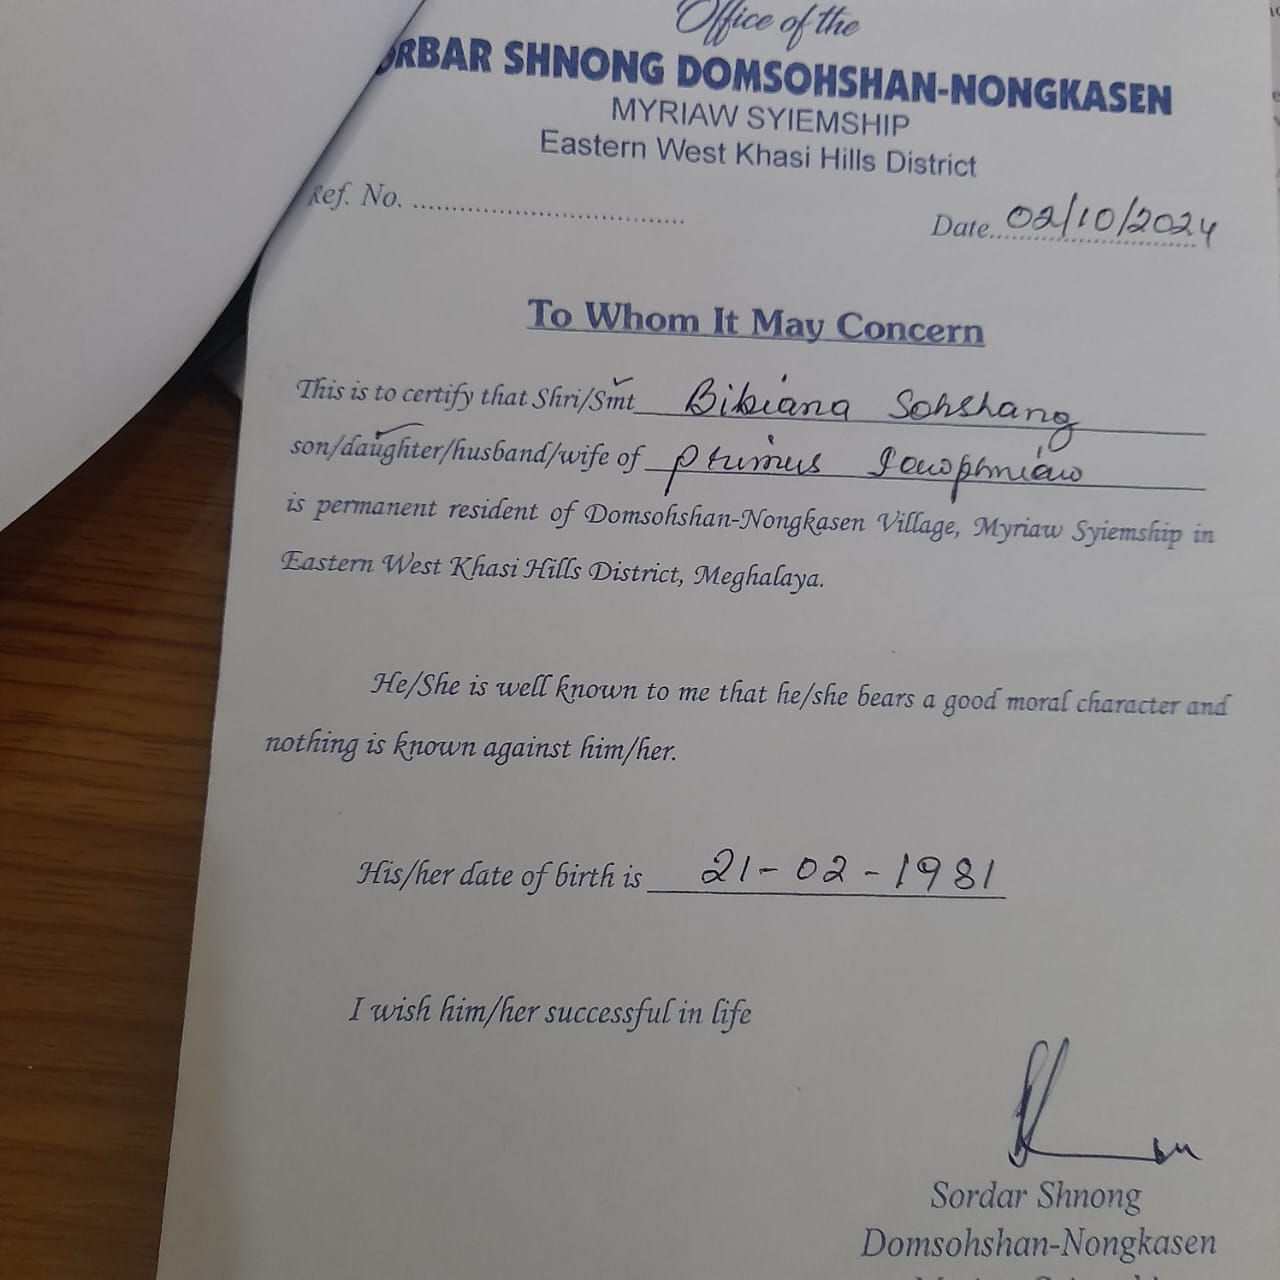 Office of the
ORBAR SHNONG DOMSOHSHAN-NONGKASEN
MYRIAW SYIEMSHIP
Eastern West Khasi Hills District
Ref. No. ..................................
Date 02/10/2024
To Whom It May Concern
This is to certify that Shri/Smt Bibiana Sohshang
son/daughter/husband/wife of Primus
is permanent resident of Domsohshan-Nongkasen Village, Myriaw Syiemship in
Eastern West Khasi Hills District, Meghalaya.
He/She is well known to me that he/she bears a good moral character and
nothing is known against him/her.
His/her date of birth is 21-02-1981
I wish him/her successful in life
Sordar Shnong
Domsohshan-Nongkasen